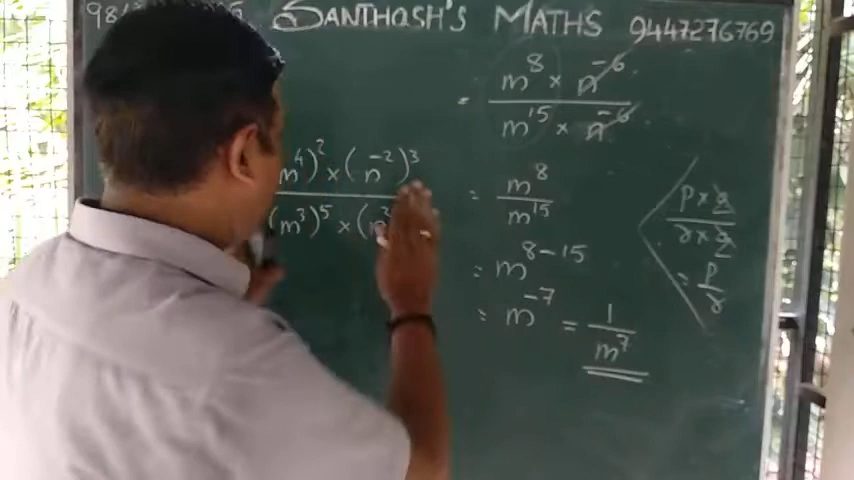 SANTHOSH'S MATHS 9447276769
= m⁸ × n⁻⁶ / m¹⁵ × n⁻⁶
m⁴)² × (n⁻²)³
(m³)⁵ × (n
= m⁸ / m¹⁵
= m⁸⁻¹⁵
= m⁻⁷ = 1 / m⁷
p × q / r × q
= p / r